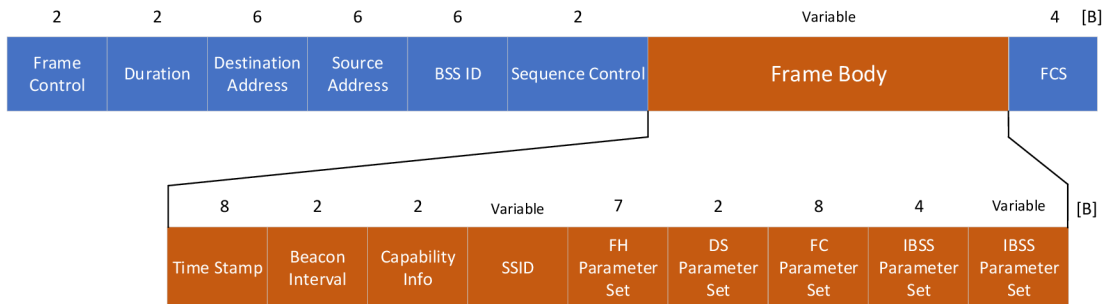 2 2 6 6 6 2 Variable 4 [B]
Frame Control Duration Destination Address Source Address BSS ID Sequence Control Frame Body FCS
8 2 2 Variable 7 2 8 4 Variable [B]
Time Stamp Beacon Interval Capability Info SSID FH Parameter Set DS Parameter Set FC Parameter Set IBSS Parameter Set IBSS Parameter Set